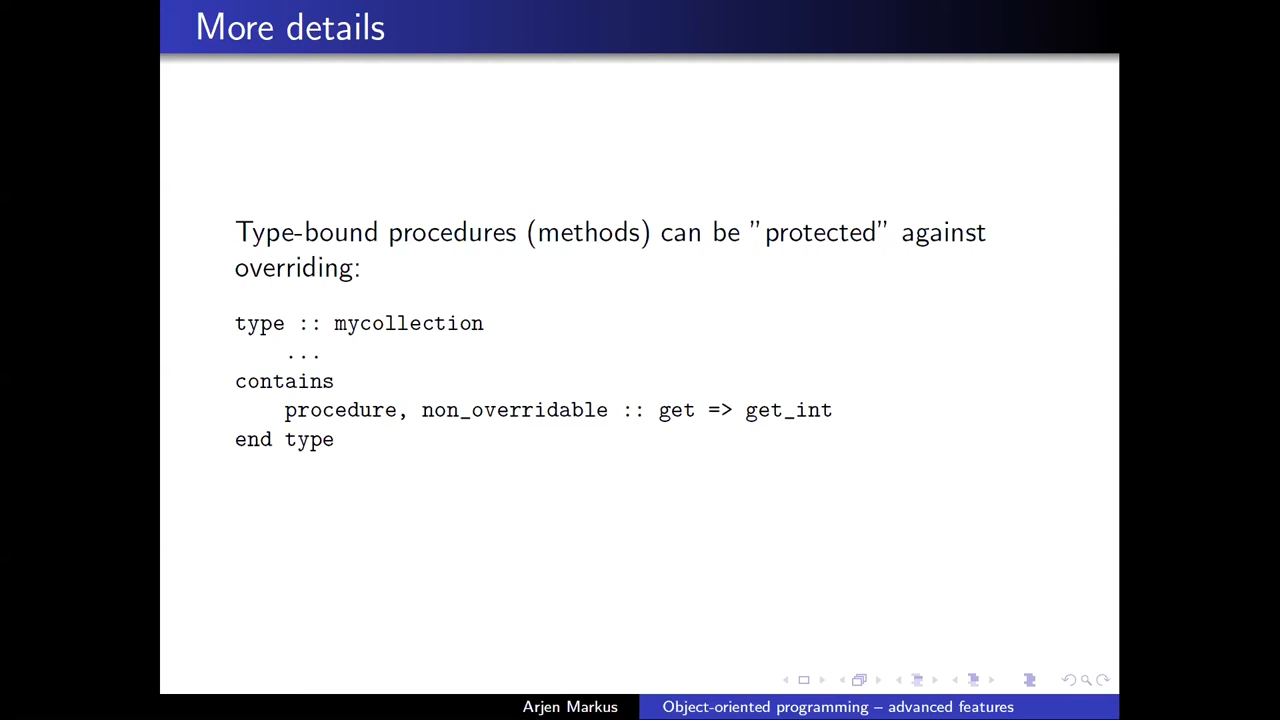 More details
Type-bound procedures (methods) can be ”protected” against
overriding:
type :: mycollection
...
contains
procedure, non_overridable :: get => get_int
end type
Arjen Markus
Object-oriented programming – advanced features